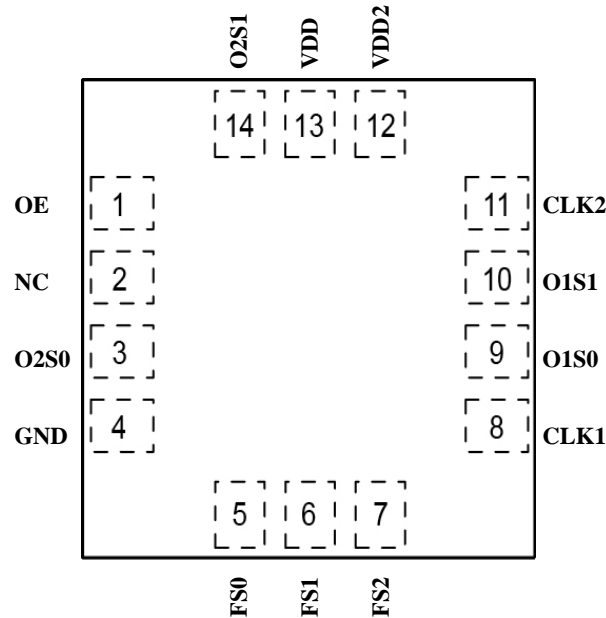 O2S1 VDD VDD2
14 13 12
OE 1 11 CLK2
NC 2 10 O1S1
O2S0 3 9 O1S0
GND 4 8 CLK1
5 6 7
FS0 FS1 FS2